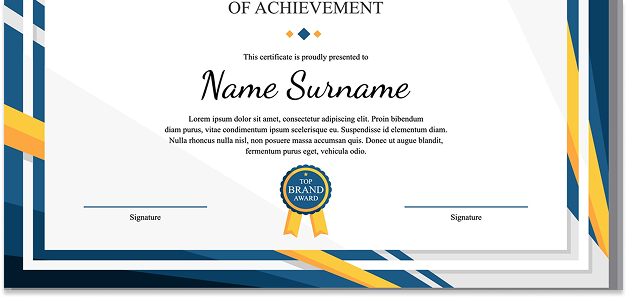 OF ACHIEVEMENT
This certificate is proudly presented to
Name Surname
Lorem ipsum dolor sit amet, consectetur adipiscing elit. Proin bibendum
diam purus, vitae condimentum ipsum scelerisque eu. Suspendisse id elementum diam.
Nulla rhoncus nulla nisl, non posuere massa accumsan quis. Donec ut augue blandit,
fermentum purus eget, vehicula odio.
TOP
BRAND
AWARD
Signature
Signature